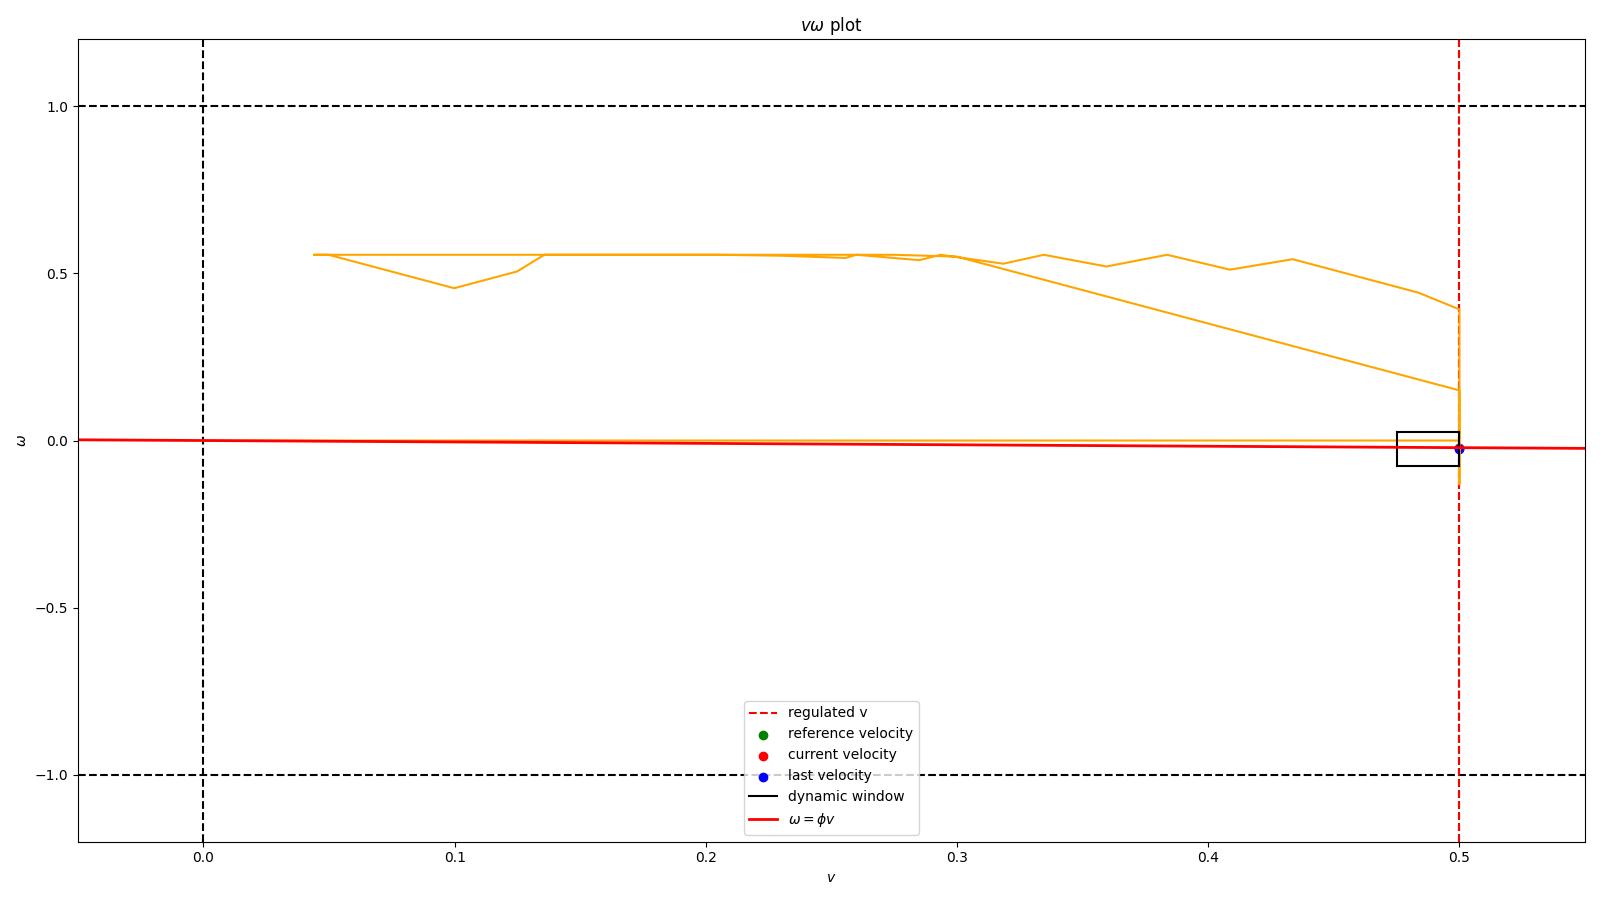 vω plot
1.0
0.5
0.0
−0.5
−1.0
ω
0.0 0.1 0.2 0.3 0.4 0.5
v
regulated v
reference velocity
current velocity
last velocity
dynamic window
ω = ϕv